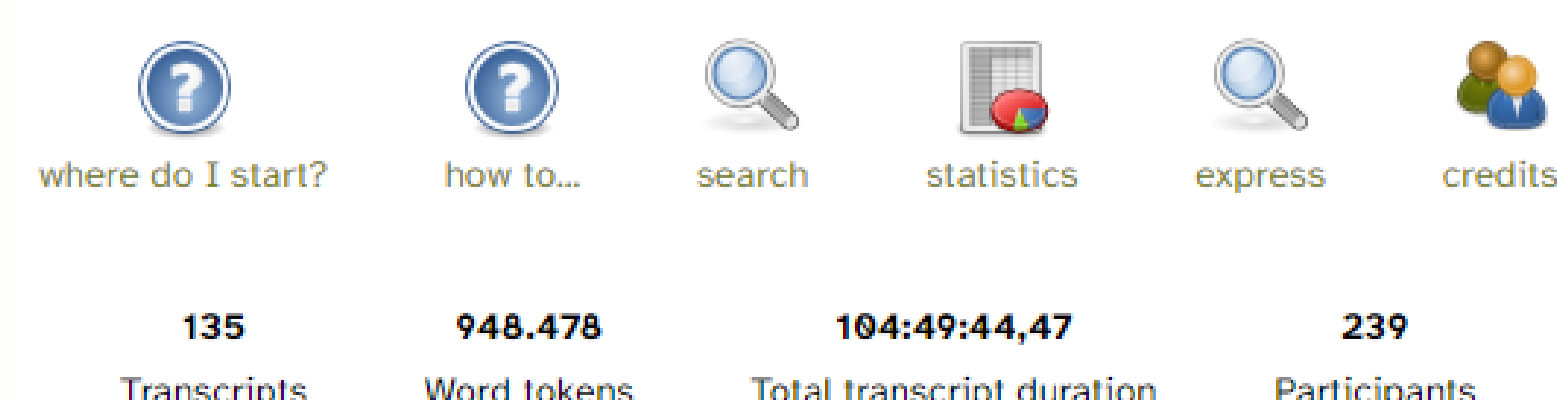 where do I start? how to... search statistics express credits
135 948.478 104:49:44,47 239
Transcripts Word tokens Total transcript duration Participants